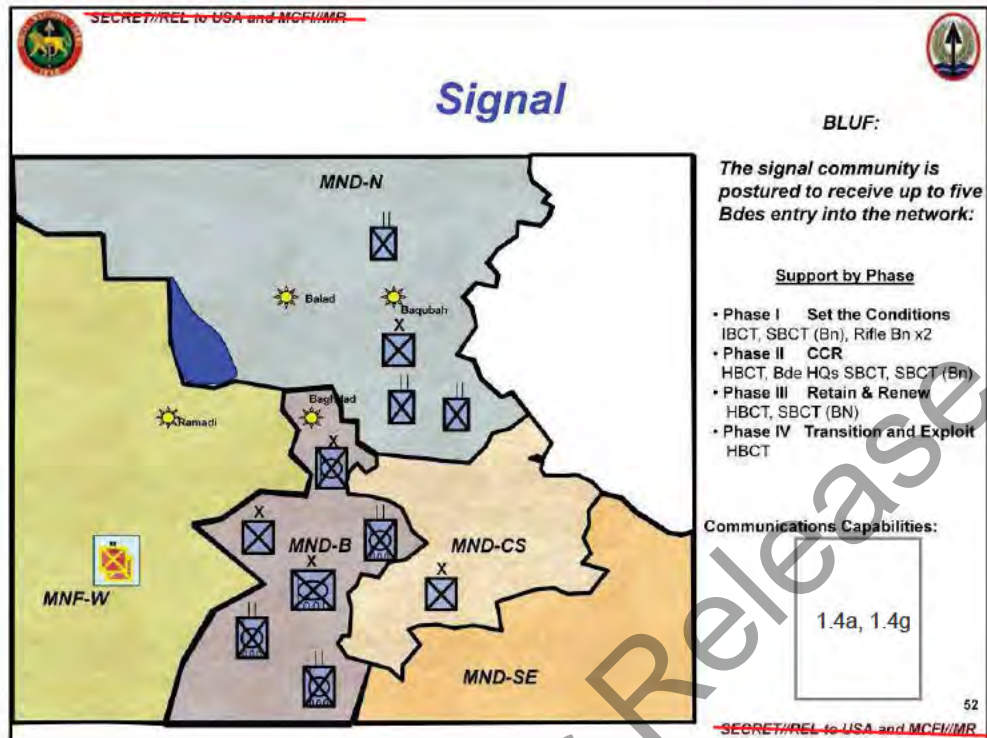 SECRET//REL to USA and MCFI//MR
Signal
BLUF:
The signal community is
postured to receive up to five
Bdes entry into the network:
Support by Phase
• Phase I Set the Conditions
IBCT, SBCT (Bn), Rifle Bn x2
• Phase II CCR
HBCT, Bde HQs SBCT, SBCT (Bn)
• Phase III Retain & Renew
HBCT, SBCT (BN)
• Phase IV Transition and Exploit
HBCT
Communications Capabilities:
1.4a, 1.4g
MND-N
Balad
Baqubah
X
Baghdad
Ramadi
X
X
MND-B
X
MND-CS
X
MNF-W
MND-SE
Release
52
SECRET//REL to USA and MCFI//MR